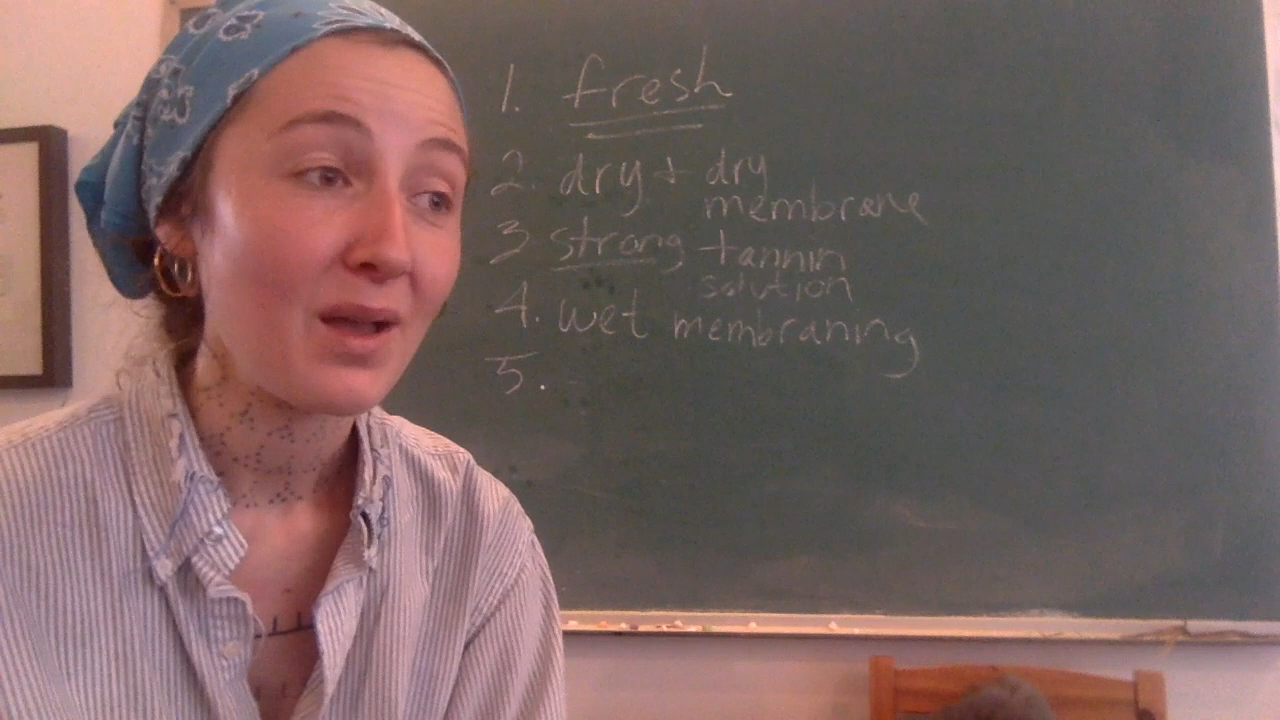 1. fresh
2. dry + dry
membrane
3 strong tannin
solution
4. wet membraning
5.